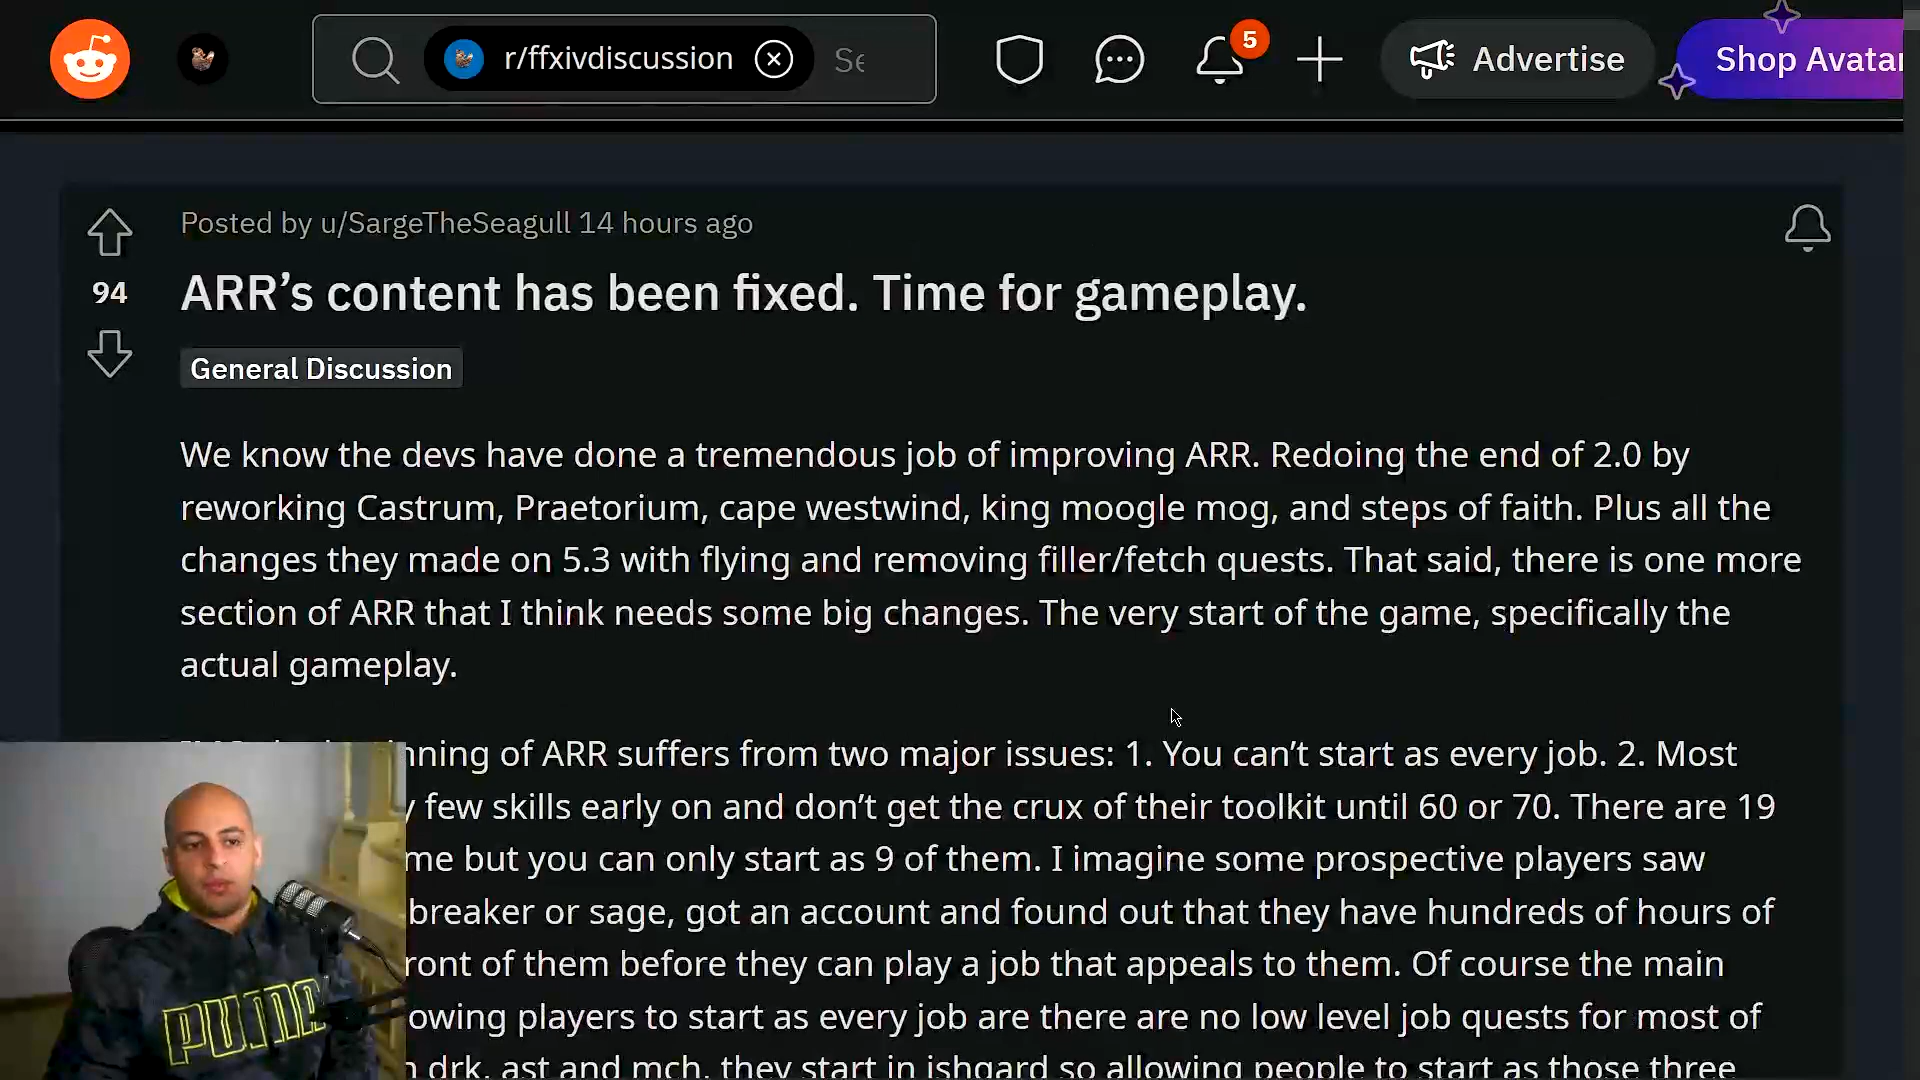 r/ffxivdiscussion
Se
5
Advertise
Shop Avatar
Posted by u/SargeTheSeagull 14 hours ago
94
ARR’s content has been fixed. Time for gameplay.
General Discussion
We know the devs have done a tremendous job of improving ARR. Redoing the end of 2.0 by
reworking Castrum, Praetorium, cape westwind, king moogle mog, and steps of faith. Plus all the
changes they made on 5.3 with flying and removing filler/fetch quests. That said, there is one more
section of ARR that I think needs some big changes. The very start of the game, specifically the
actual gameplay.
nning of ARR suffers from two major issues: 1. You can’t start as every job. 2. Most
y few skills early on and don’t get the crux of their toolkit until 60 or 70. There are 19
me but you can only start as 9 of them. I imagine some prospective players saw
breaker or sage, got an account and found out that they have hundreds of hours of
ront of them before they can play a job that appeals to them. Of course the main
owing players to start as every job are there are no low level job quests for most of
drk, ast and mch, they start in ishgard so allowing people to start as those three
PUMA